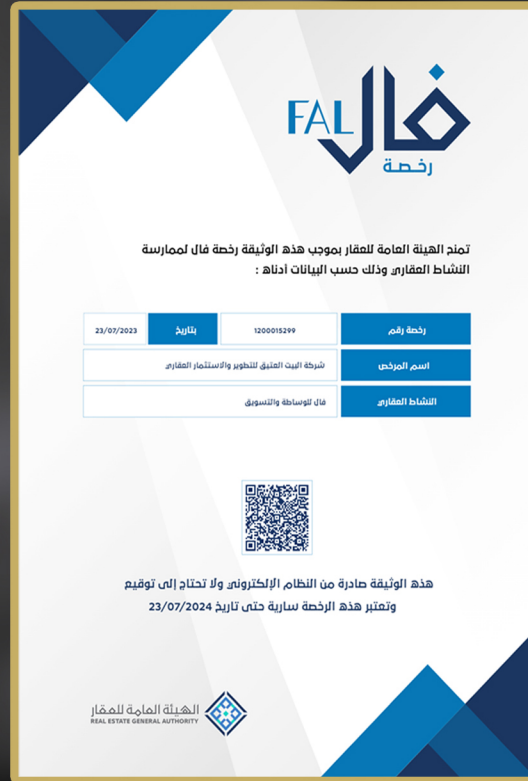 فال
FAL
رخصة
تمنح الهيئة العامة للعقار بموجب هذه الوثيقة رخصة فال لممارسة
النشاط العقاري وذلك حسب البيانات أدناه :
رخصة رقم 1200015299 بتاريخ 23/07/2023
اسم المرخص شركة البيت العتيق للتطوير والاستثمار العقاري
النشاط العقاري فال للوساطة والتسويق
هذه الوثيقة صادرة من النظام الإلكتروني ولا تحتاج إلى توقيع
وتعتبر هذه الرخصة سارية حتى تاريخ 23/07/2024
الهيئة العامة للعقار
REAL ESTATE GENERAL AUTHORITY